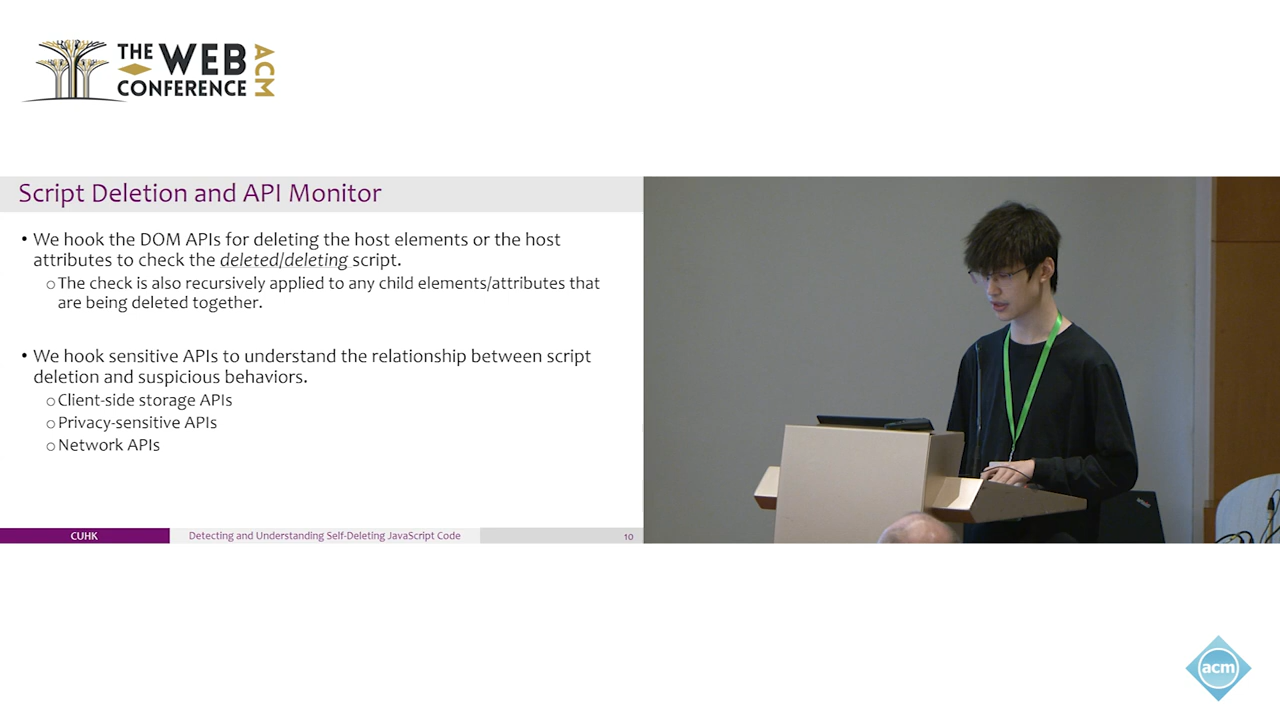 THE WEB
CONFERENCE
ACM
Script Deletion and API Monitor
• We hook the DOM APIs for deleting the host elements or the host
attributes to check the deleted/deleting script.
o The check is also recursively applied to any child elements/attributes that
are being deleted together.
• We hook sensitive APIs to understand the relationship between script
deletion and suspicious behaviors.
o Client-side storage APIs
o Privacy-sensitive APIs
o Network APIs
CUHK
Detecting and Understanding Self-Deleting JavaScript Code
10
acm